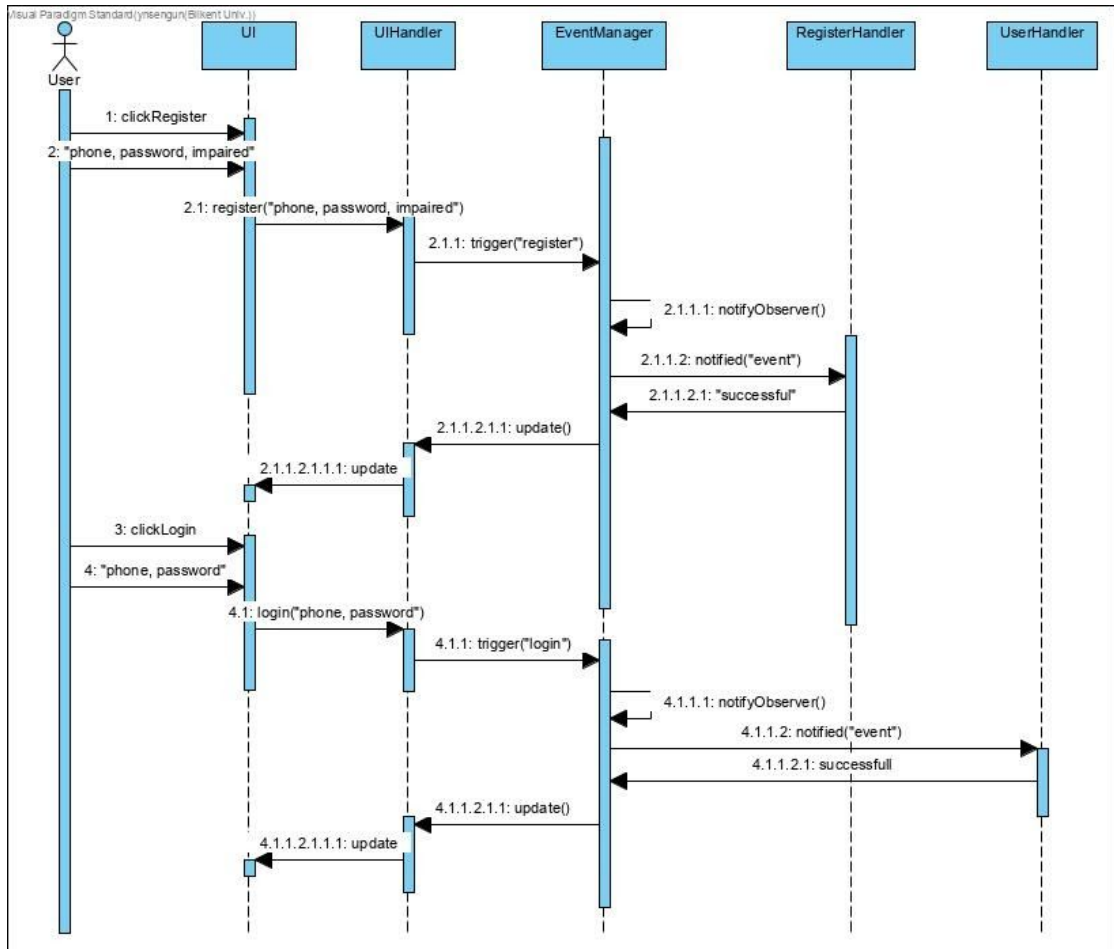 Visual Paradigm Standard(ynsengun(Bilkent Univ.))
User
UI
UIHandler
EventManager
RegisterHandler
UserHandler
1: clickRegister
2: "phone, password, impaired"
2.1: register("phone, password, impaired")
2.1.1: trigger("register")
2.1.1.1: notifyObserver()
2.1.1.2: notified("event")
2.1.1.2.1: "successful"
2.1.1.2.1.1: update()
2.1.1.2.1.1.1: update
3: clickLogin
4: "phone, password"
4.1: login("phone, password")
4.1.1: trigger("login")
4.1.1.1: notifyObserver()
4.1.1.2: notified("event")
4.1.1.2.1: successfull
4.1.1.2.1.1: update()
4.1.1.2.1.1.1: update